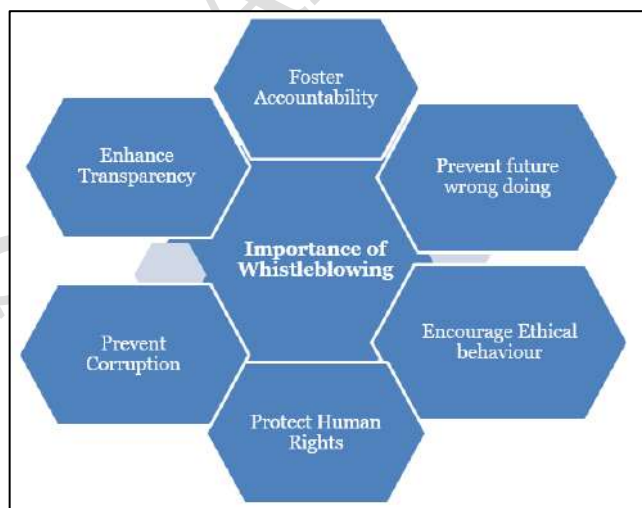 Foster
Accountability
Enhance
Transparency
Prevent future
wrong doing
Importance of
Whistleblowing
Prevent
Corruption
Encourage Ethical
behaviour
Protect Human
Rights